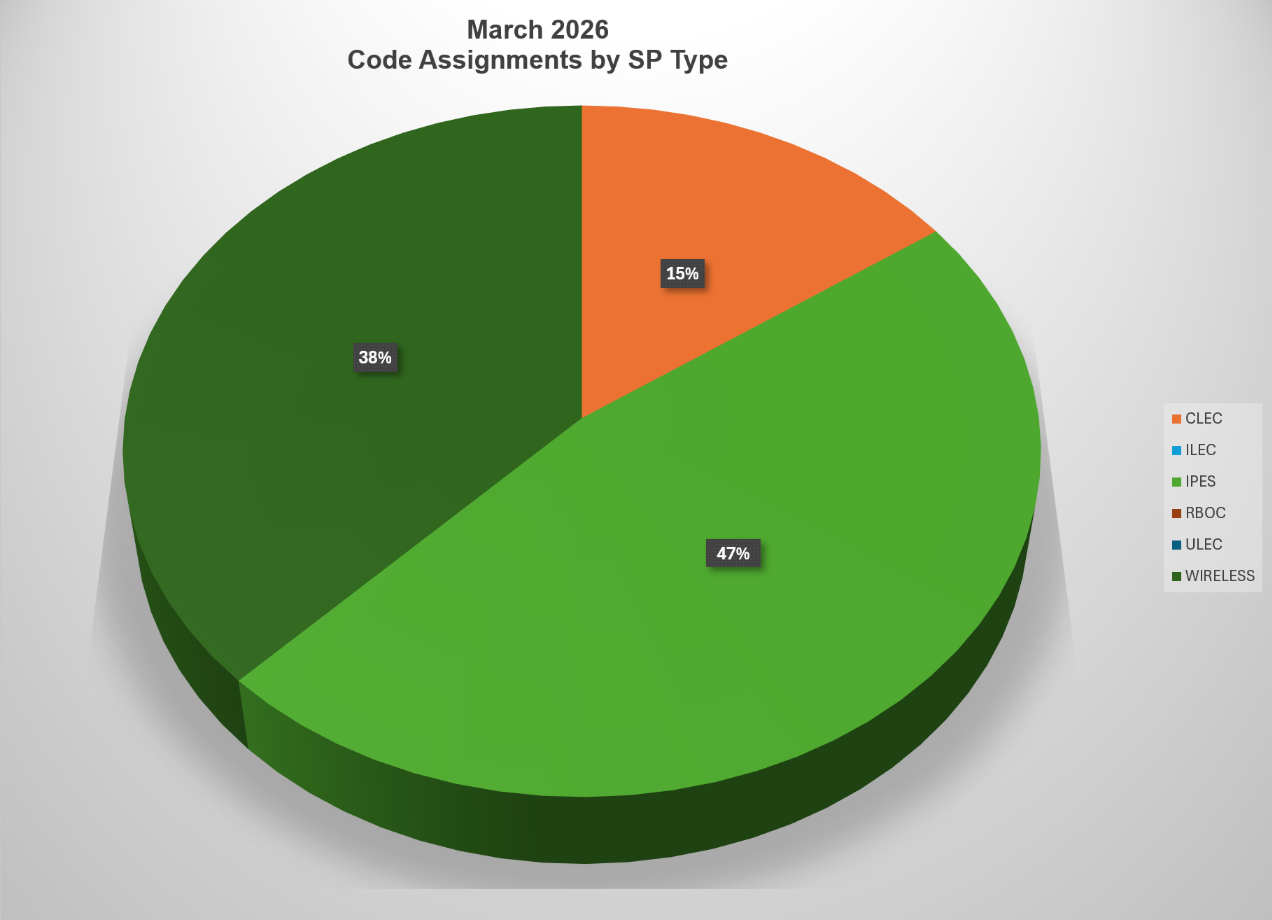 March 2026
Code Assignments by SP Type
15%
38%
47%
CLEC
ILEC
IPES
RBOC
ULEC
WIRELESS